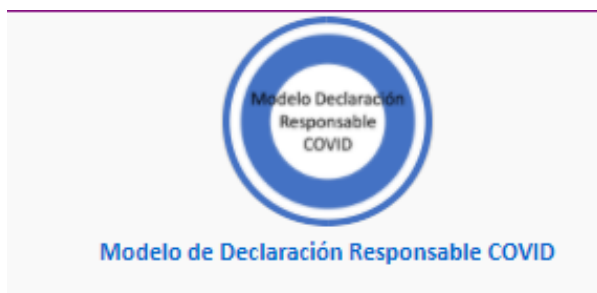 Modelo Declaración
Responsable
COVID
Modelo de Declaración Responsable COVID